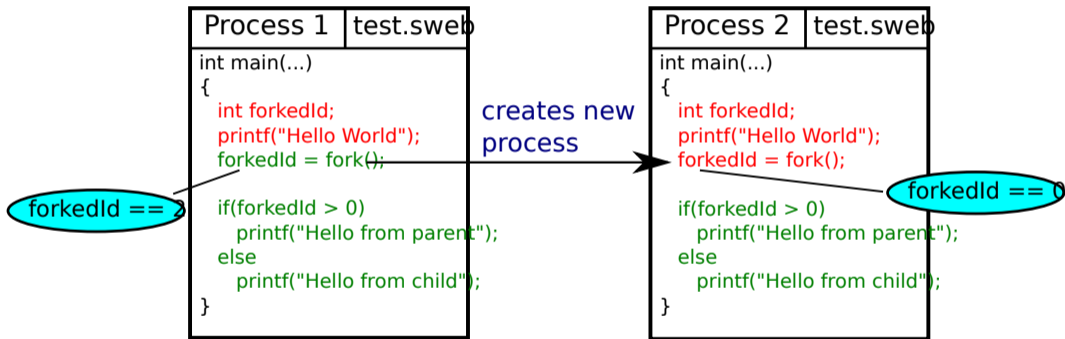 Process 1 test.sweb
int main(...)
{
int forkedId;
printf("Hello World");
forkedId = fork();
if(forkedId > 0)
printf("Hello from parent");
else
printf("Hello from child");
}
forkedId == 2
creates new
process
Process 2 test.sweb
int main(...)
{
int forkedId;
printf("Hello World");
forkedId = fork();
if(forkedId > 0)
printf("Hello from parent");
else
printf("Hello from child");
}
forkedId == 0